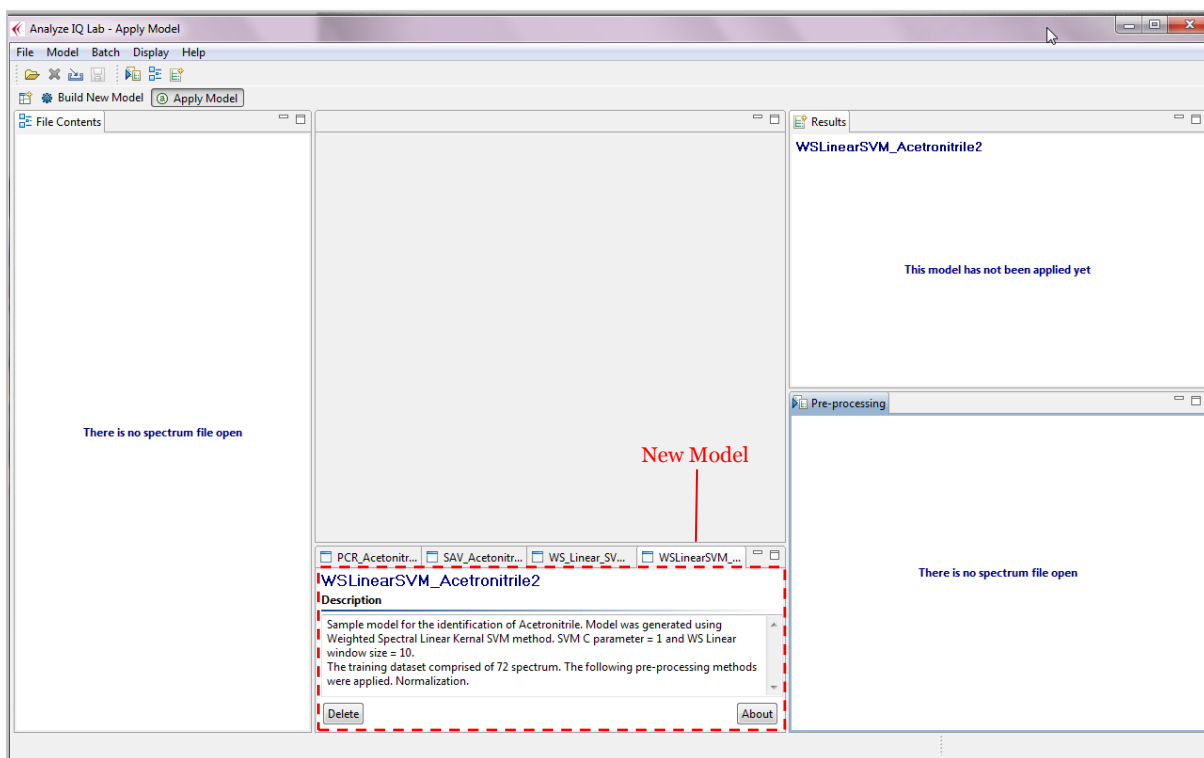 Analyze IQ Lab - Apply Model
File Model Batch Display Help
Build New Model Apply Model
File Contents
There is no spectrum file open
New Model
PCR_Acetonitr... SAV_Acetonitr... WS_Linear_SV... WSLinearSVM_...
WSLinearSVM_Acetronitrile2
Description
Sample model for the identification of Acetronitrile. Model was generated using
Weighted Spectral Linear Kernal SVM method. SVM C parameter = 1 and WS Linear
window size = 10.
The training dataset comprised of 72 spectrum. The following pre-processing methods
were applied. Normalization.
Delete About
Results
WSLinearSVM_Acetronitrile2
This model has not been applied yet
Pre-processing
There is no spectrum file open